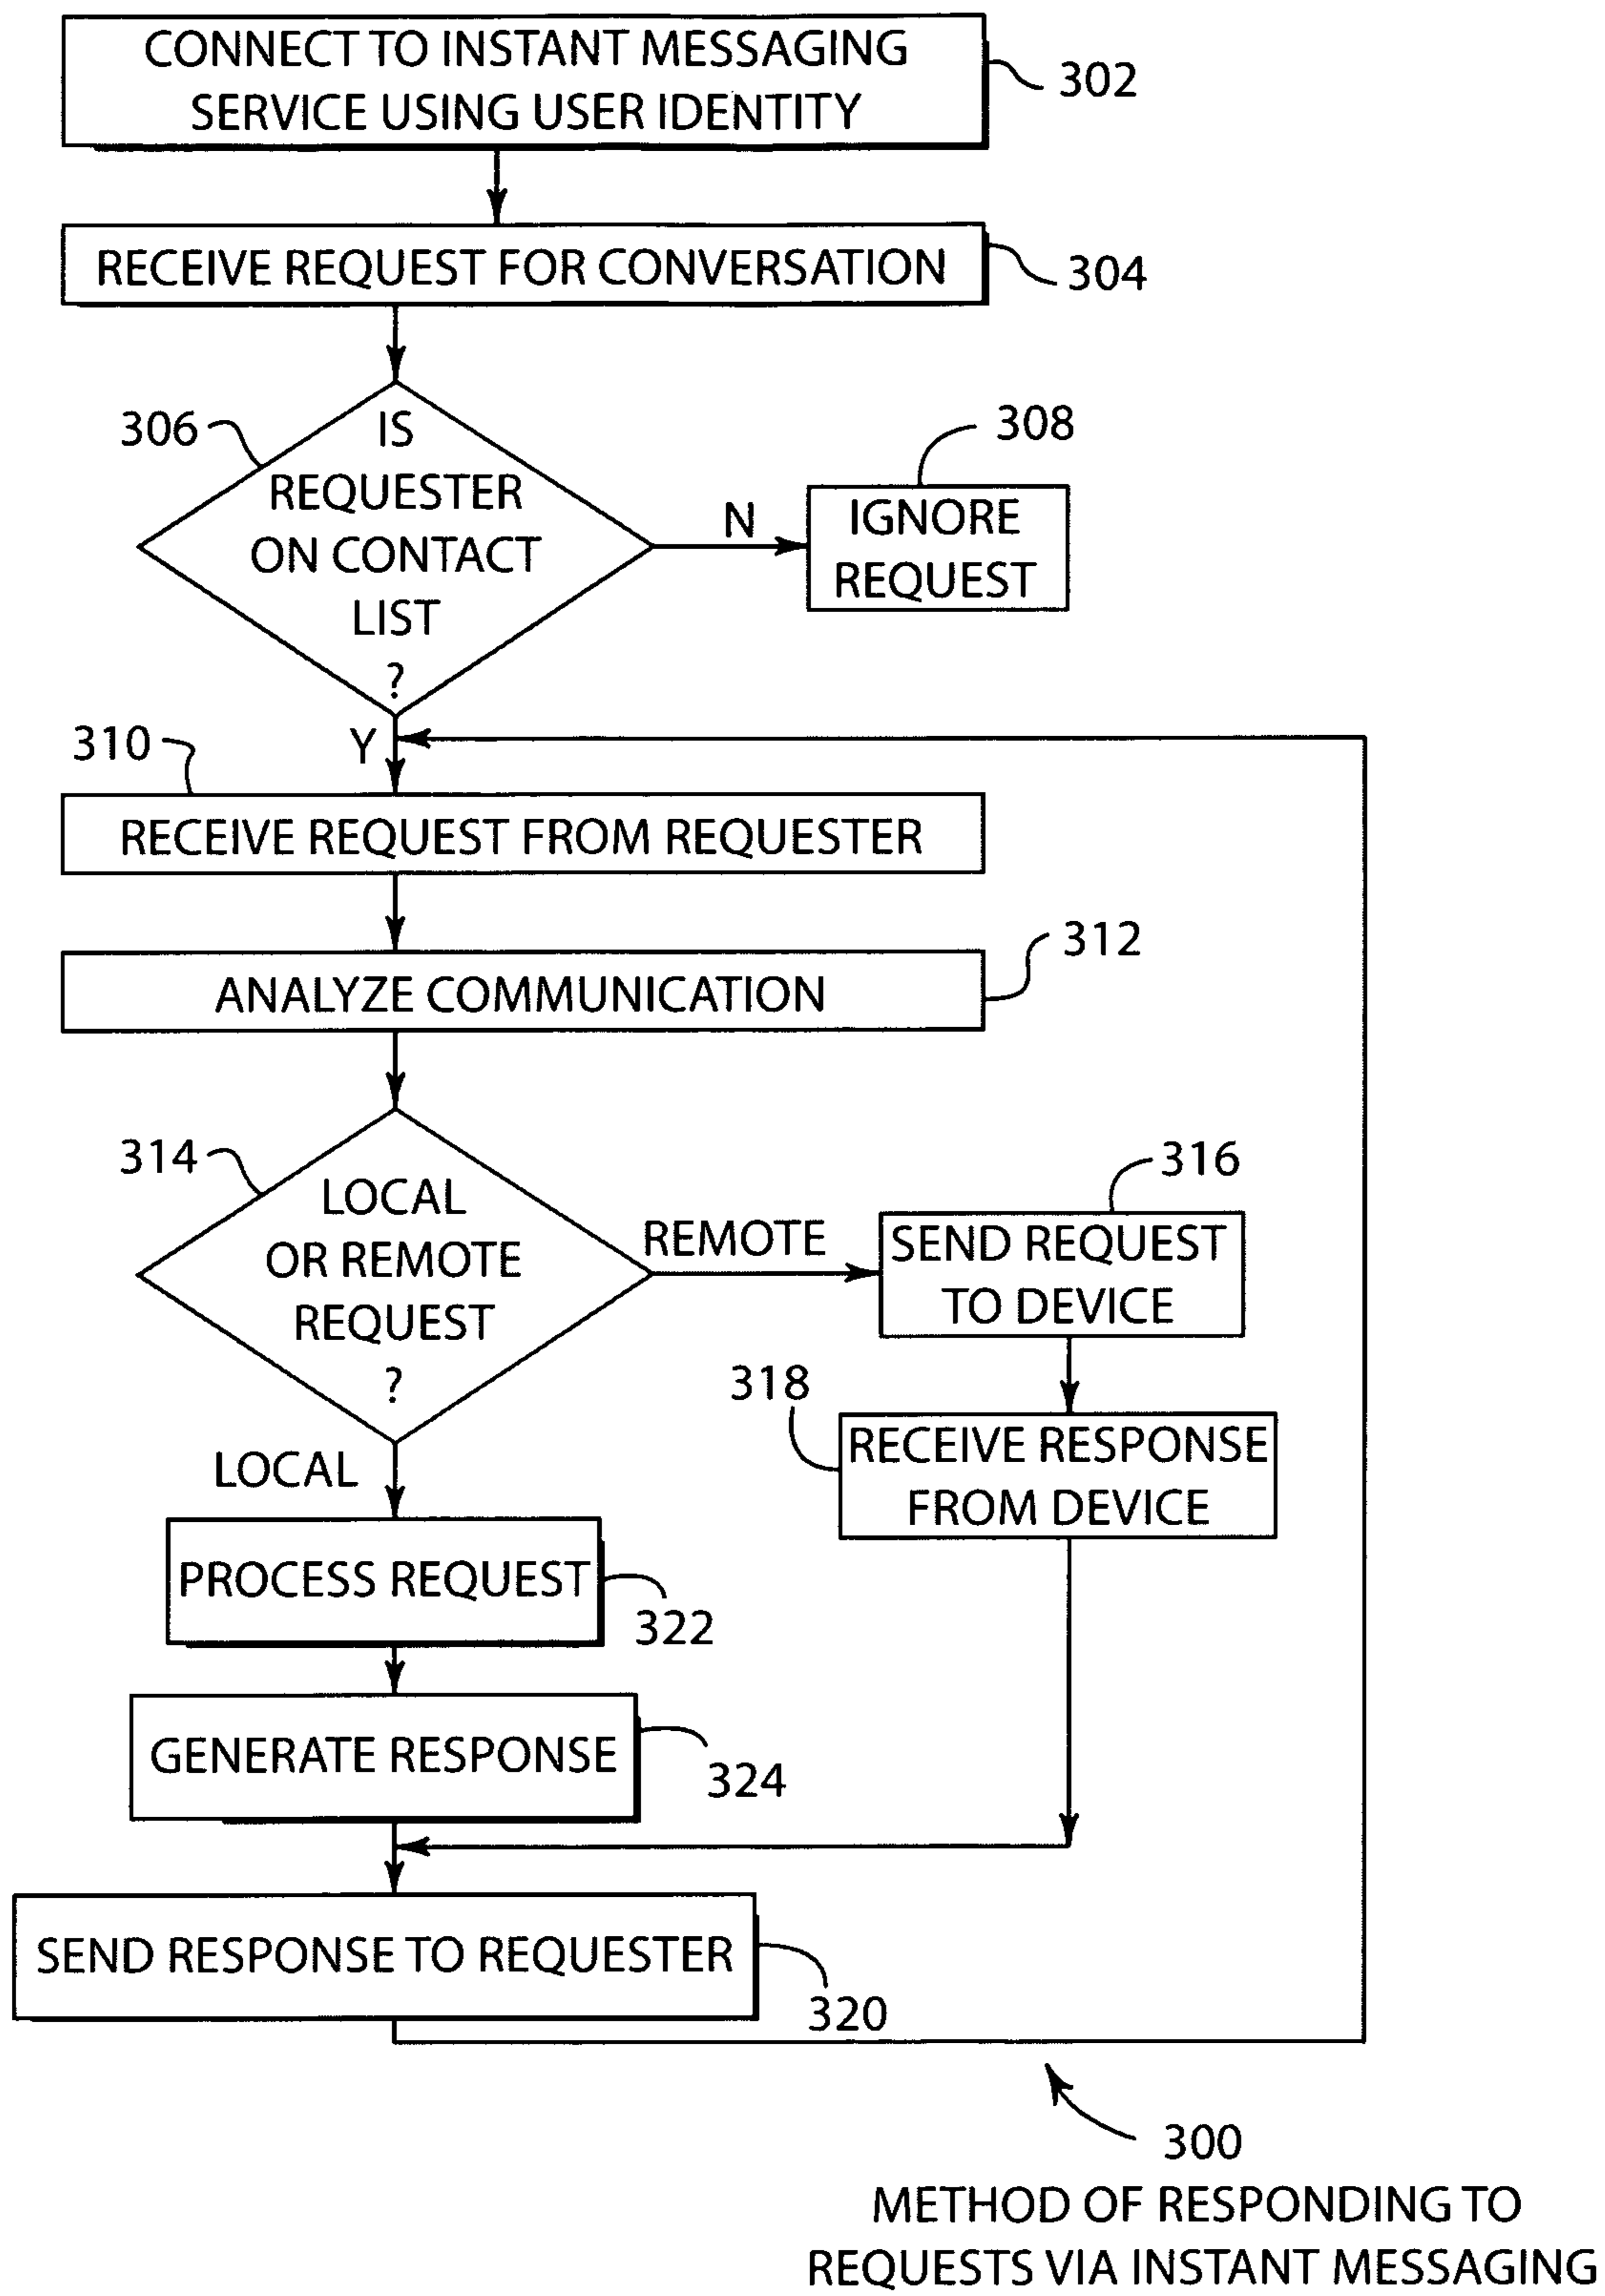 CONNECT TO INSTANT MESSAGING
SERVICE USING USER IDENTITY
302
RECEIVE REQUEST FOR CONVERSATION
304
306
IS
REQUESTER
ON CONTACT
LIST
?
N
308
IGNORE
REQUEST
Y
310
RECEIVE REQUEST FROM REQUESTER
312
ANALYZE COMMUNICATION
314
LOCAL
OR REMOTE
REQUEST
?
REMOTE
316
SEND REQUEST
TO DEVICE
318
RECEIVE RESPONSE
FROM DEVICE
LOCAL
PROCESS REQUEST
322
GENERATE RESPONSE
324
SEND RESPONSE TO REQUESTER
320
300
METHOD OF RESPONDING TO
REQUESTS VIA INSTANT MESSAGING